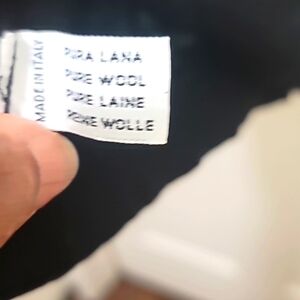 MADE IN ITALY
PURA LANA
PURE WOOL
PURE LAINE
REINE WOLLE